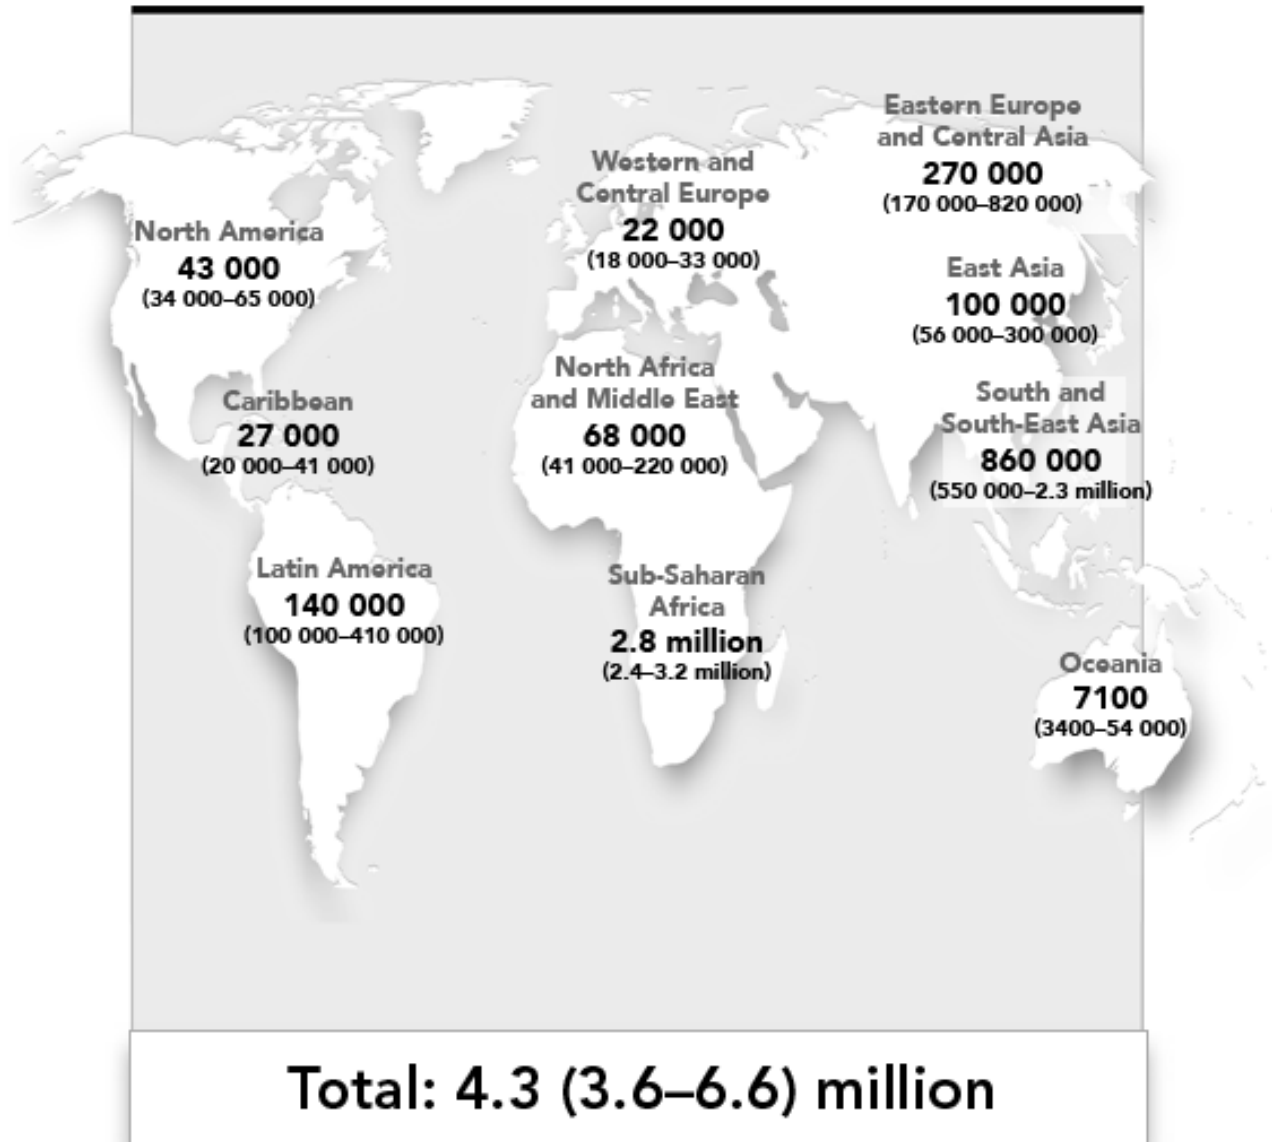 Eastern Europe
and Central Asia
270 000
(170 000–820 000)
Western and
Central Europe
22 000
(18 000–33 000)
North America
43 000
(34 000–65 000)
East Asia
100 000
(56 000–300 000)
North Africa
and Middle East
68 000
(41 000–220 000)
South and
South-East Asia
860 000
(550 000–2.3 million)
Caribbean
27 000
(20 000–41 000)
Latin America
140 000
(100 000–410 000)
Sub-Saharan
Africa
2.8 million
(2.4–3.2 million)
Oceania
7100
(3400–54 000)
Total: 4.3 (3.6–6.6) million